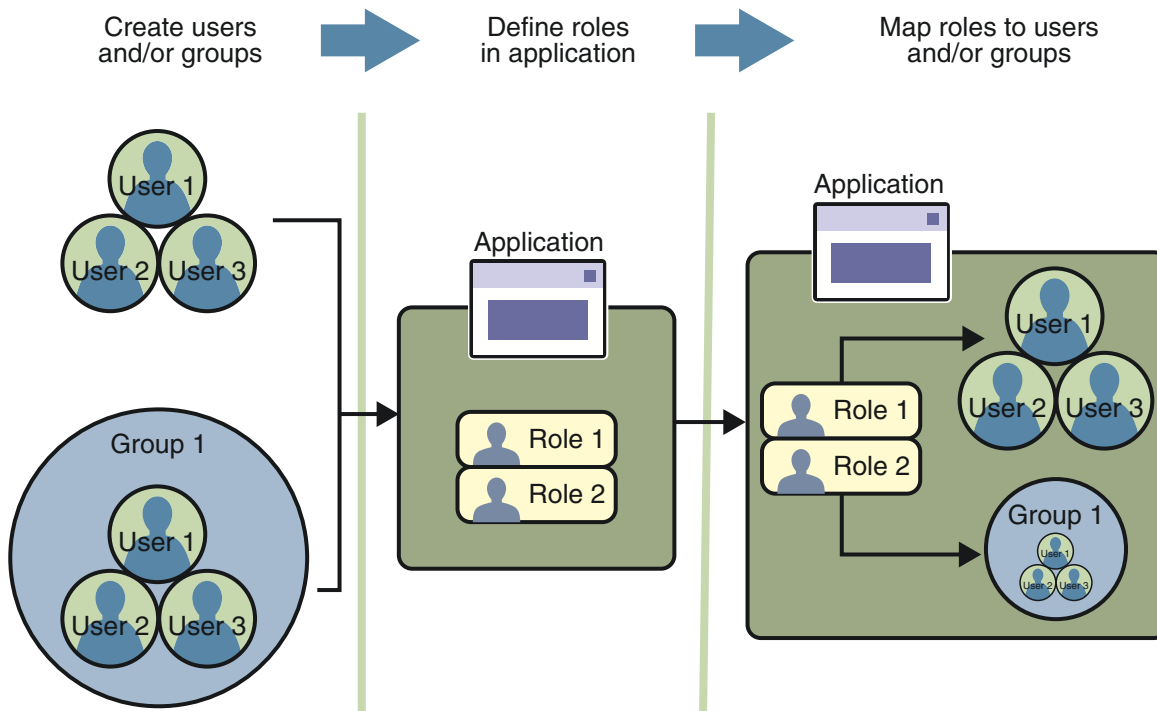 Create users
and/or groups
Define roles
in application
Map roles to users
and/or groups
User 1
User 2
User 3
Group 1
User 1
User 2
User 3
Application
Role 1
Role 2
Application
Role 1
Role 2
User 1
User 2
User 3
Group 1
User 1
User 2
User 3